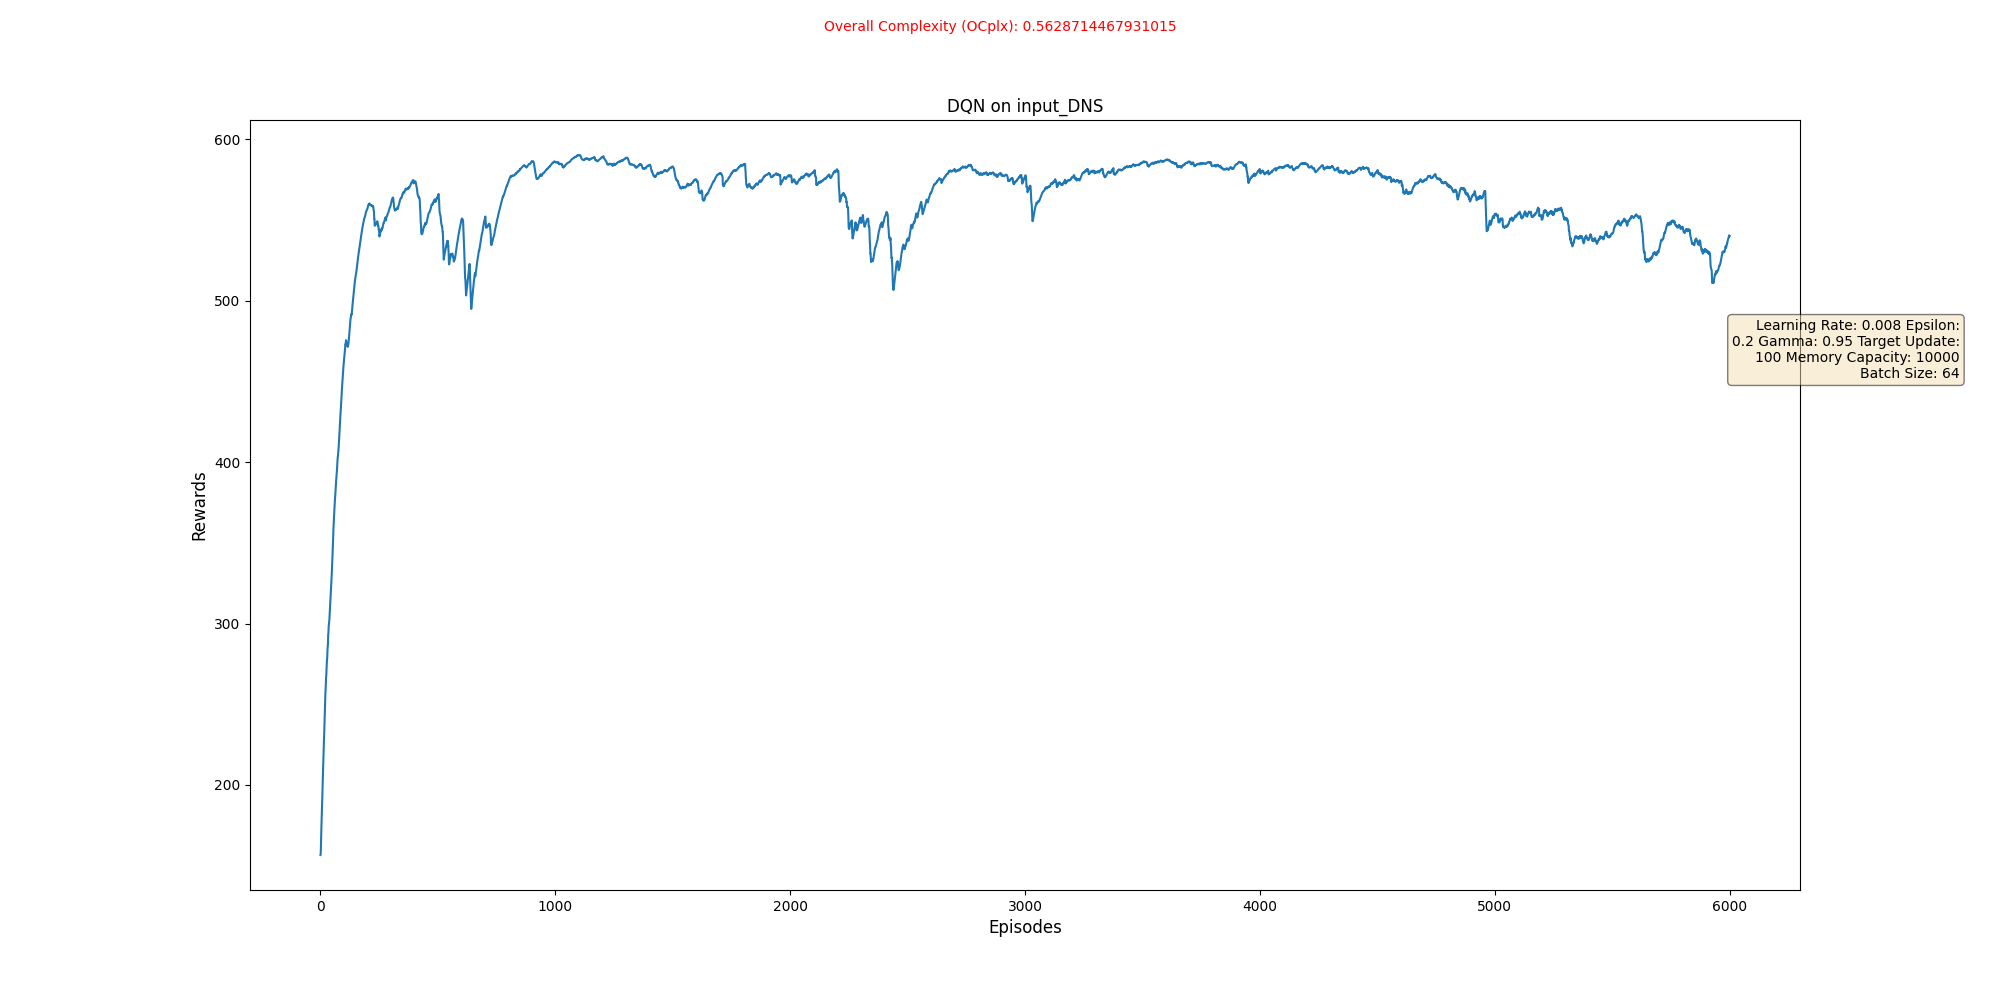 Overall Complexity (OCplx): 0.5628714467931015
DQN on input_DNS
600
500
400
300
200
Rewards
0 1000 2000 3000 4000 5000 6000
Episodes
Learning Rate: 0.008 Epsilon:
0.2 Gamma: 0.95 Target Update:
100 Memory Capacity: 10000
Batch Size: 64